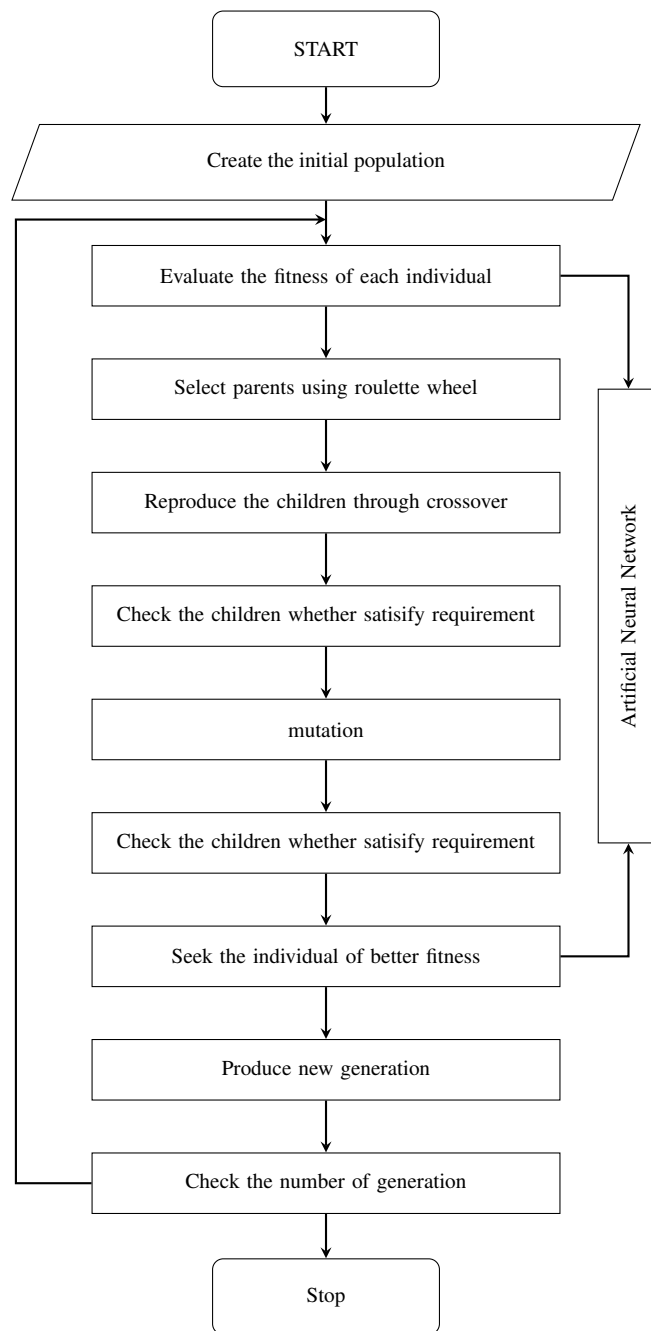 START
Create the initial population
Evaluate the fitness of each individual
Select parents using roulette wheel
Reproduce the children through crossover
Check the children whether satisify requirement
mutation
Check the children whether satisify requirement
Seek the individual of better fitness
Produce new generation
Check the number of generation
Stop
Artificial Neural Network